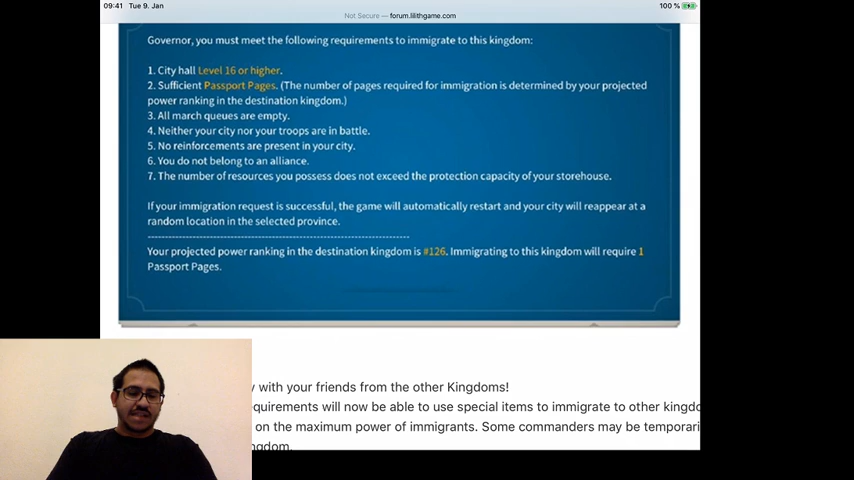 09:41 Tue 9. Jan
100 %
Not Secure — forum.lilithgame.com
Governor, you must meet the following requirements to immigrate to this kingdom:
1. City hall Level 16 or higher.
2. Sufficient Passport Pages. (The number of pages required for immigration is determined by your projected
power ranking in the destination kingdom.)
3. All march queues are empty.
4. Neither your city nor your troops are in battle.
5. No reinforcements are present in your city.
6. You do not belong to an alliance.
7. The number of resources you possess does not exceed the protection capacity of your storehouse.
If your immigration request is successful, the game will automatically restart and your city will reappear at a
random location in the selected province.
Your projected power ranking in the destination kingdom is #126. Immigrating to this kingdom will require 1
Passport Pages.
with your friends from the other Kingdoms!
equirements will now be able to use special items to immigrate to other kingdo
on the maximum power of immigrants. Some commanders may be temporari
ngdom.